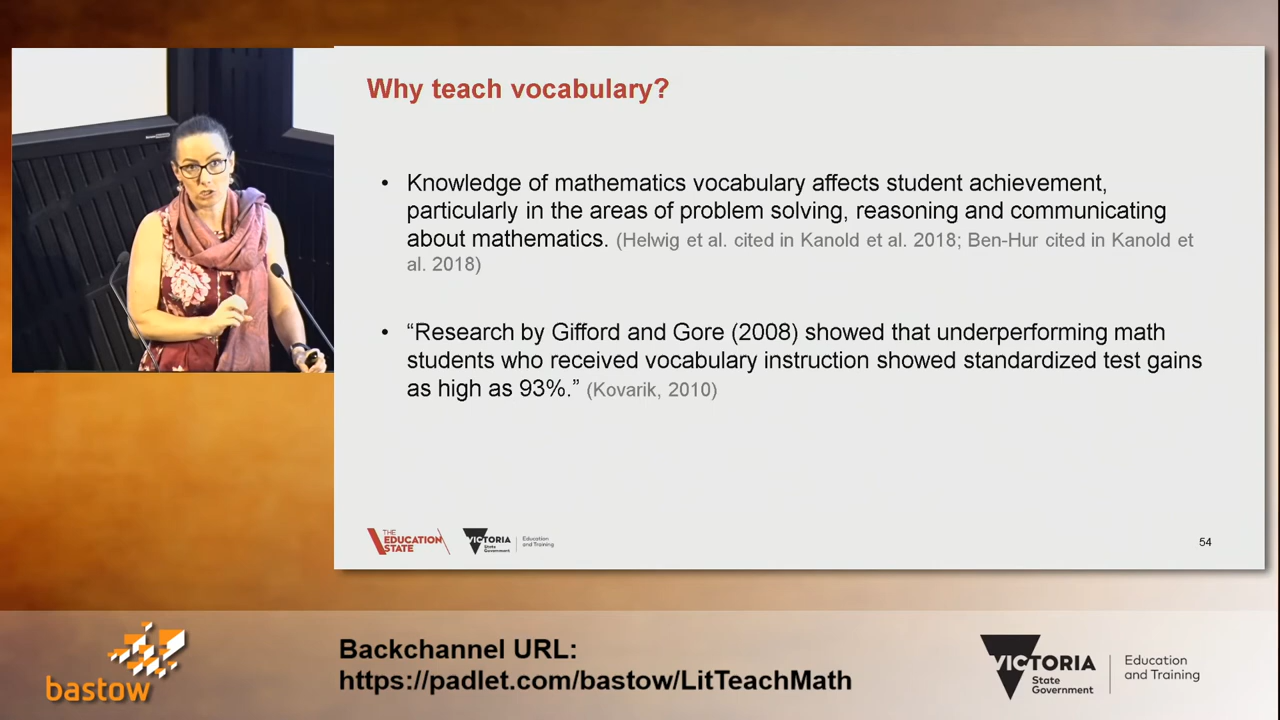 Why teach vocabulary?
• Knowledge of mathematics vocabulary affects student achievement,
particularly in the areas of problem solving, reasoning and communicating
about mathematics. (Helwig et al. cited in Kanold et al. 2018; Ben-Hur cited in Kanold et
al. 2018)
• “Research by Gifford and Gore (2008) showed that underperforming math
students who received vocabulary instruction showed standardized test gains
as high as 93%.” (Kovarik, 2010)
THE
EDUCATION
STATE
VICTORIA
State
Government
Education
and Training
54
bastow
Backchannel URL:
https://padlet.com/bastow/LitTeachMath
VICTORIA
State
Government
Education
and Training